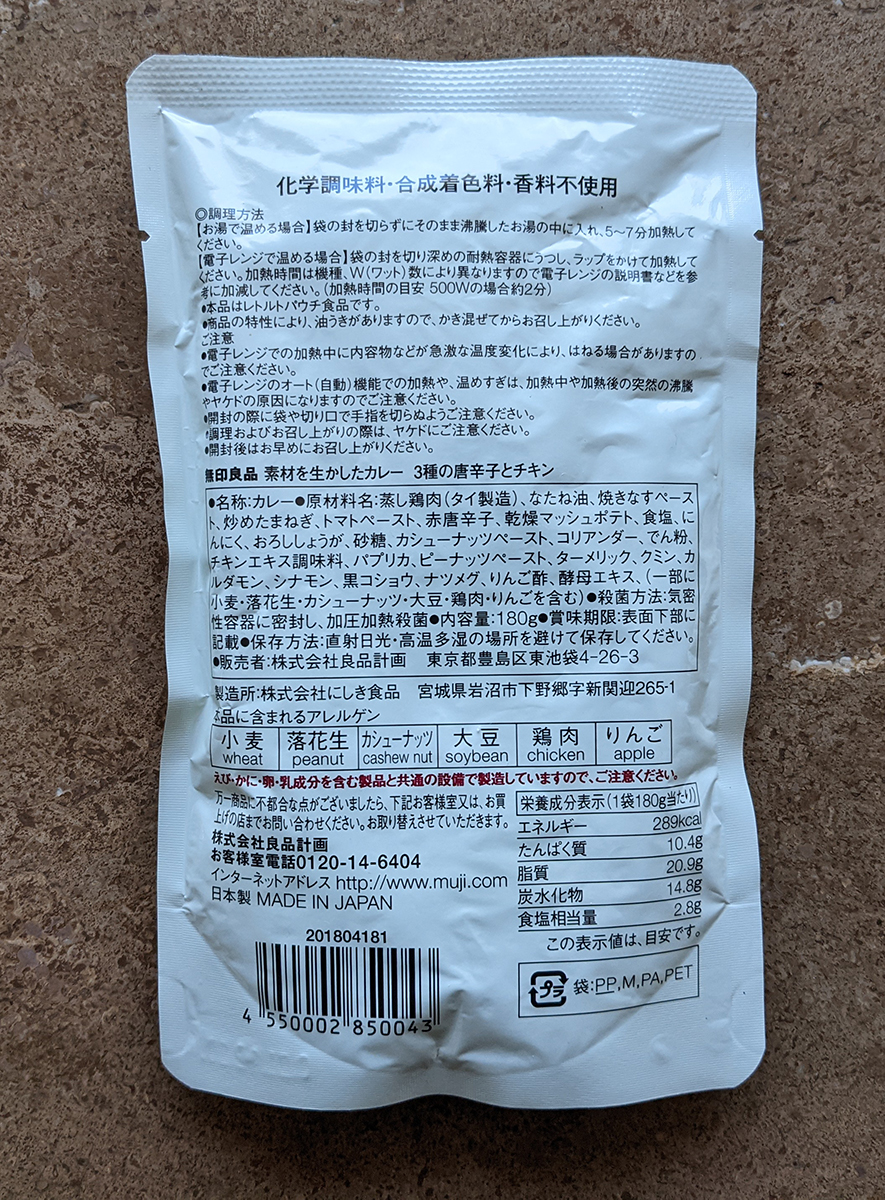 化学調味料・合成着色料・香料不使用
◎調理方法
【お湯で温める場合】袋の封を切らずにそのまま沸騰したお湯の中に入れ、5〜7分加熱して
ください。
【電子レンジで温める場合】袋の封を切り深めの耐熱容器にうつし、ラップをかけて加熱して
ください。加熱時間は機種、W(ワット)数により異なりますので電子レンジの説明書などを参
考に加減してください。(加熱時間の目安 500Wの場合約2分)
●本品はレトルトパウチ食品です。
●商品の特性により、油うきがありますので、かき混ぜてからお召し上がりください。
ご注意
●電子レンジでの加熱中に内容物などが急激な温度変化により、はねる場合がありますの
でご注意ください。
●電子レンジのオート(自動)機能での加熱や、温めすぎは、加熱中や加熱後の突然の沸騰
やヤケドの原因になりますのでご注意ください。
●開封の際に袋や切り口で手指を切らぬようご注意ください。
●調理およびお召し上がりの際は、ヤケドにご注意ください。
●開封後はお早めにお召し上がりください。
無印良品 素材を生かしたカレー 3種の唐辛子とチキン
●名称:カレー●原材料名:蒸し鶏肉(タイ製造)、なたね油、焼きなすペース
ト、炒めたまねぎ、トマトペースト、赤唐辛子、乾燥マッシュポテト、食塩、に
んにく、おろししょうが、砂糖、カシューナッツペースト、コリアンダー、でん粉、
チキンエキス調味料、パプリカ、ピーナッツペースト、ターメリック、クミン、カ
ルダモン、シナモン、黒コショウ、ナツメグ、りんご酢、酵母エキス、(一部に
小麦・落花生・カシューナッツ・大豆・鶏肉・りんごを含む)●殺菌方法:気密
性容器に密封し、加圧加熱殺菌●内容量:180g●賞味期限:表面下部に
記載●保存方法:直射日光・高温多湿の場所を避けて保存してください。
●販売者:株式会社良品計画 東京都豊島区東池袋4-26-3
製造所:株式会社にしき食品 宮城県岩沼市下野郷字新関迎265-1
本品に含まれるアレルゲン
小麦 落花生 カシューナッツ 大豆 鶏肉 りんご
wheat peanut cashew nut soybean chicken apple
えび・かに・卵・乳成分を含む製品と共通の設備で製造していますので、ご注意ください。
万一商品に不都合な点がございましたら、下記お客様室又は、お買
上げの店までお問い合わせください。お取り替えさせていただきます。
株式会社良品計画
お客様室電話0120-14-6404
インターネットアドレス http://www.muji.com
日本製 MADE IN JAPAN
栄養成分表示(1袋180g当たり)
エネルギー 289kcal
たんぱく質 10.4g
脂質 20.9g
炭水化物 14.8g
食塩相当量 2.8g
この表示値は、目安です。
プラ 袋:PP,M,PA,PET
201804181
4 550002 850043